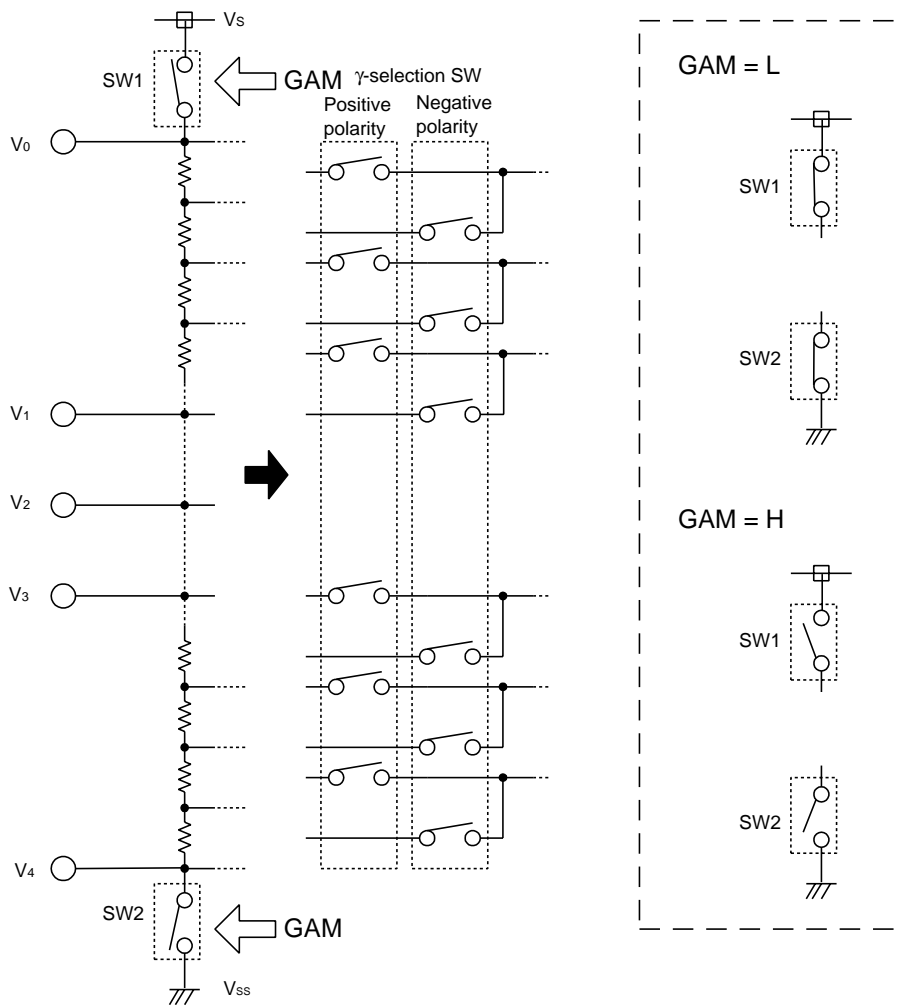 VS
SW1
GAM
γ-selection SW
Positive
polarity
Negative
polarity
V0
V1
V2
V3
V4
SW2
GAM
VSS
GAM = L
SW1
SW2
GAM = H
SW1
SW2